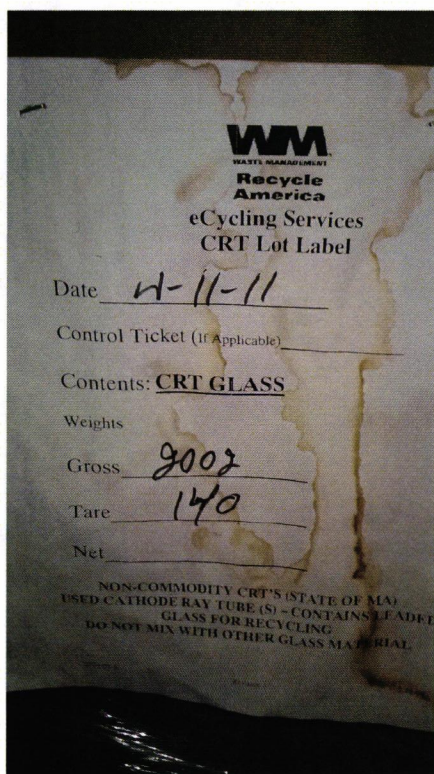 WM
WASTE MANAGEMENT
Recycle
America
eCycling Services
CRT Lot Label
Date 4-11-11
Control Ticket (If Applicable)
Contents: CRT GLASS
Weights
Gross 2002
Tare 140
Net
NON-COMMODITY CRT'S (STATE OF MA)
USED CATHODE RAY TUBE (S) - CONTAINS LEADED
GLASS FOR RECYCLING
DO NOT MIX WITH OTHER GLASS MATERIAL